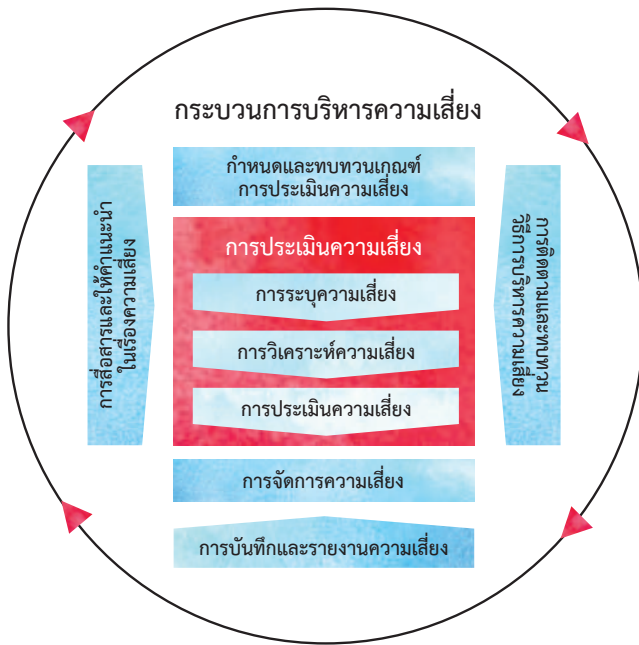 กระบวนการบริหารความเสี่ยง
กำหนดและทบทวนเกณฑ์
การประเมินความเสี่ยง
การประเมินความเสี่ยง
การระบุความเสี่ยง
การวิเคราะห์ความเสี่ยง
การประเมินความเสี่ยง
การจัดการความเสี่ยง
การบันทึกและรายงานความเสี่ยง
การสื่อสารและให้คำแนะนำ
ในเรื่องความเสี่ยง
การติดตามและทบทวน
วิธีการบริหารความเสี่ยง